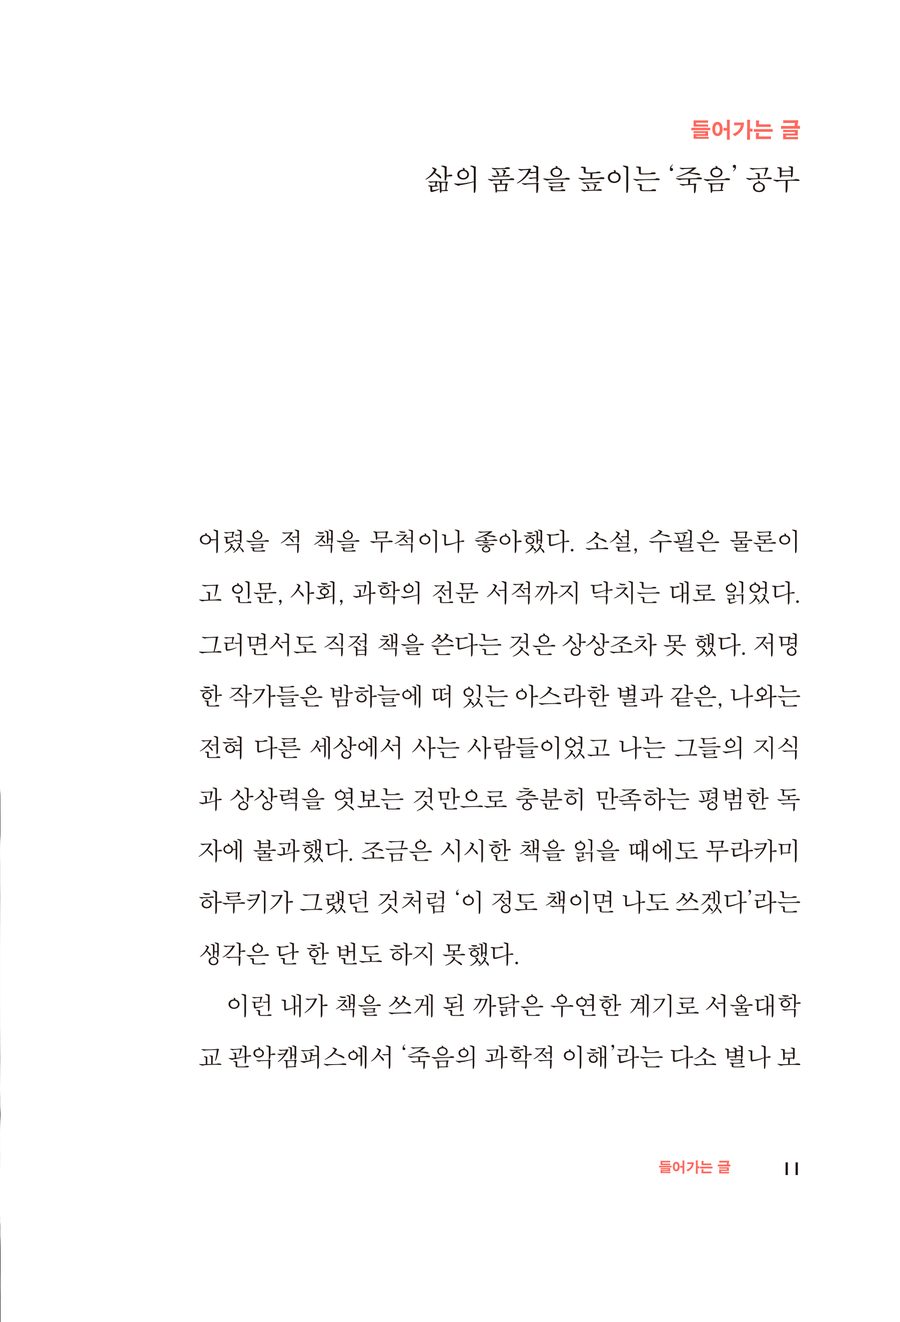 들어가는 글
삶의 품격을 높이는 ‘죽음’ 공부
어렸을 적 책을 무척이나 좋아했다. 소설, 수필은 물론이
고 인문, 사회, 과학의 전문 서적까지 닥치는 대로 읽었다.
그러면서도 직접 책을 쓴다는 것은 상상조차 못 했다. 저명
한 작가들은 밤하늘에 떠 있는 아스라한 별과 같은, 나와는
전혀 다른 세상에서 사는 사람들이었고 나는 그들의 지식
과 상상력을 엿보는 것만으로 충분히 만족하는 평범한 독
자에 불과했다. 조금은 시시한 책을 읽을 때에도 무라카미
하루키가 그랬던 것처럼 ‘이 정도 책이면 나도 쓰겠다’라는
생각은 단 한 번도 하지 못했다.
이런 내가 책을 쓰게 된 까닭은 우연한 계기로 서울대학
교 관악캠퍼스에서 ‘죽음의 과학적 이해’라는 다소 별나 보
들어가는 글 11